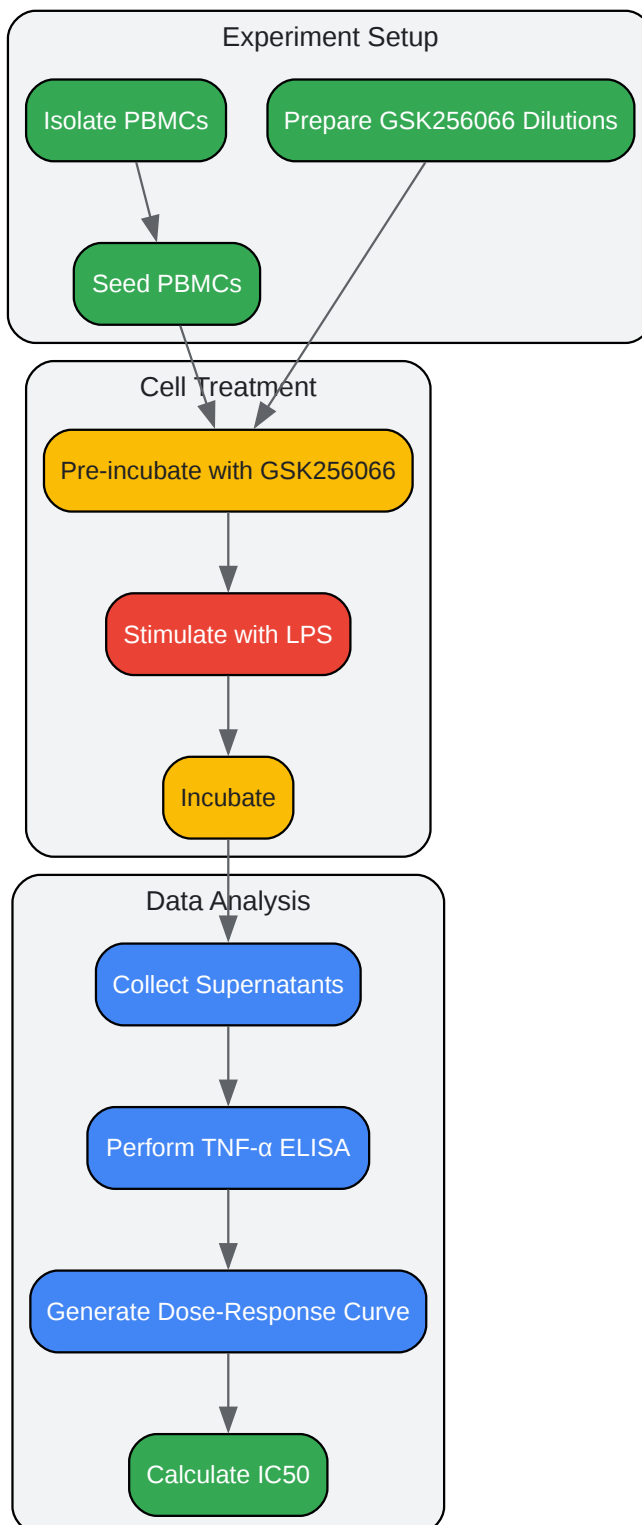 Experiment Setup
Isolate PBMCs
Prepare GSK256066 Dilutions
Seed PBMCs
Cell Treatment
Pre-incubate with GSK256066
Stimulate with LPS
Incubate
Data Analysis
Collect Supernatants
Perform TNF-α ELISA
Generate Dose-Response Curve
Calculate IC50